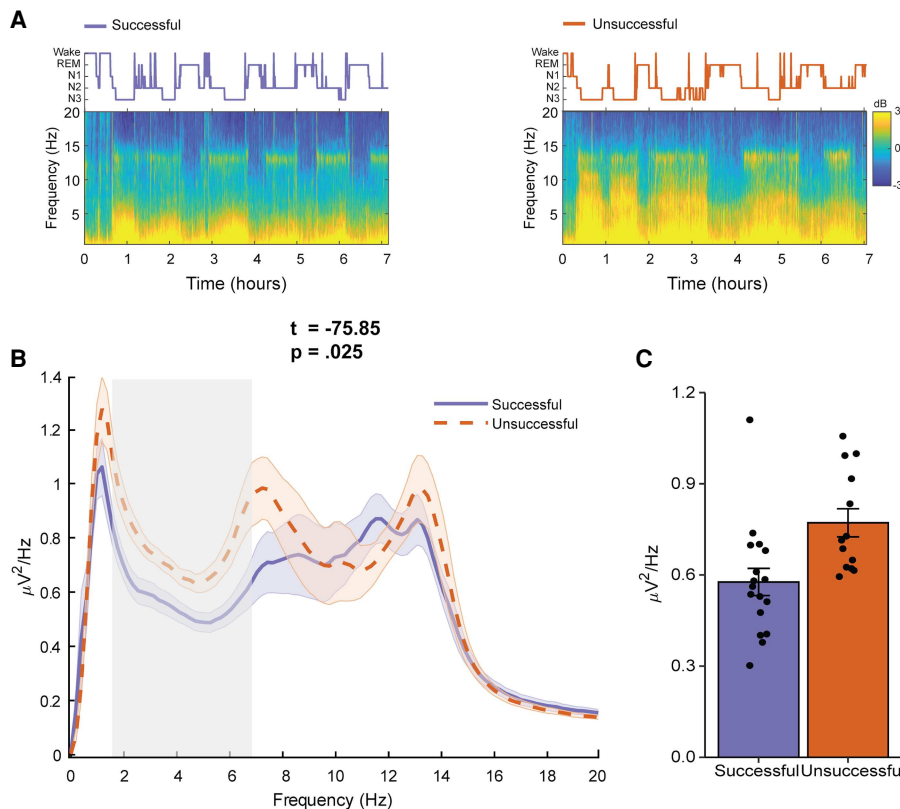 A
Successful
Wake
REM
N1
N2
N3
20
15
10
5
Frequency (Hz)
0 1 2 3 4 5 6 7
Time (hours)
Unsuccessful
Wake
REM
N1
N2
N3
20
15
10
5
Frequency (Hz)
0 1 2 3 4 5 6 7
Time (hours)
dB
3
0
-3
t = -75.85
p = .025
B
1.4
1.2
1
0.8
0.6
0.4
0.2
0
µV²/Hz
Successful
Unsuccessful
0 2 4 6 8 10 12 14 16 18 20
Frequency (Hz)
C
1.2
0.9
0.6
0.3
0.0
µV²/Hz
Successful Unsuccessful